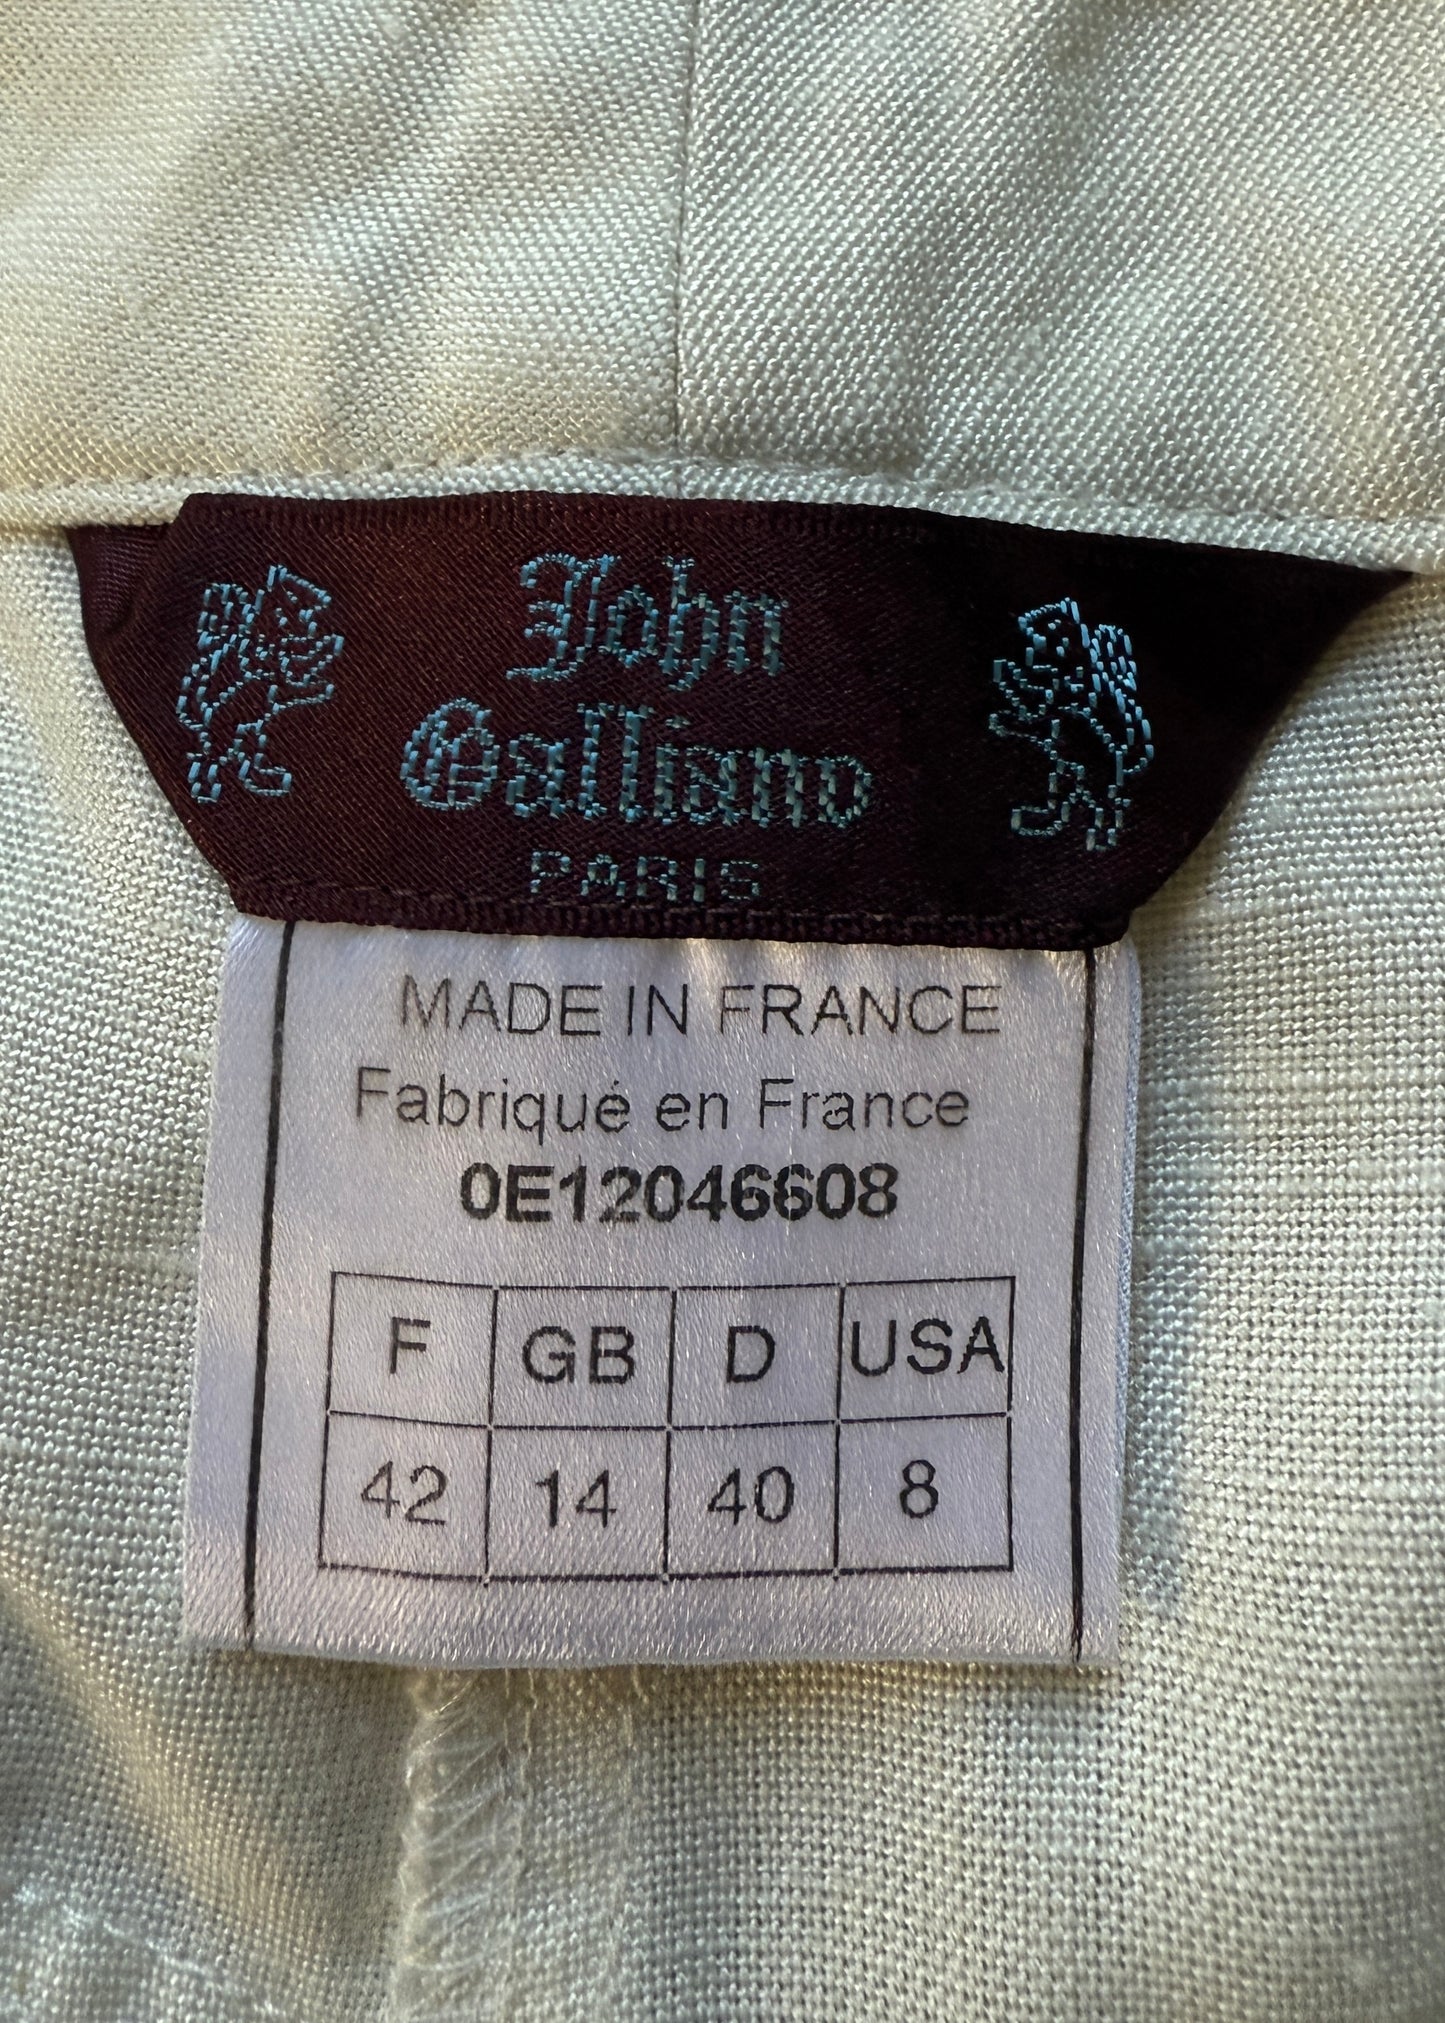 John
Galliano
PARIS
MADE IN FRANCE
Fabriqué en France
0E12046608
F GB D USA
42 14 40 8